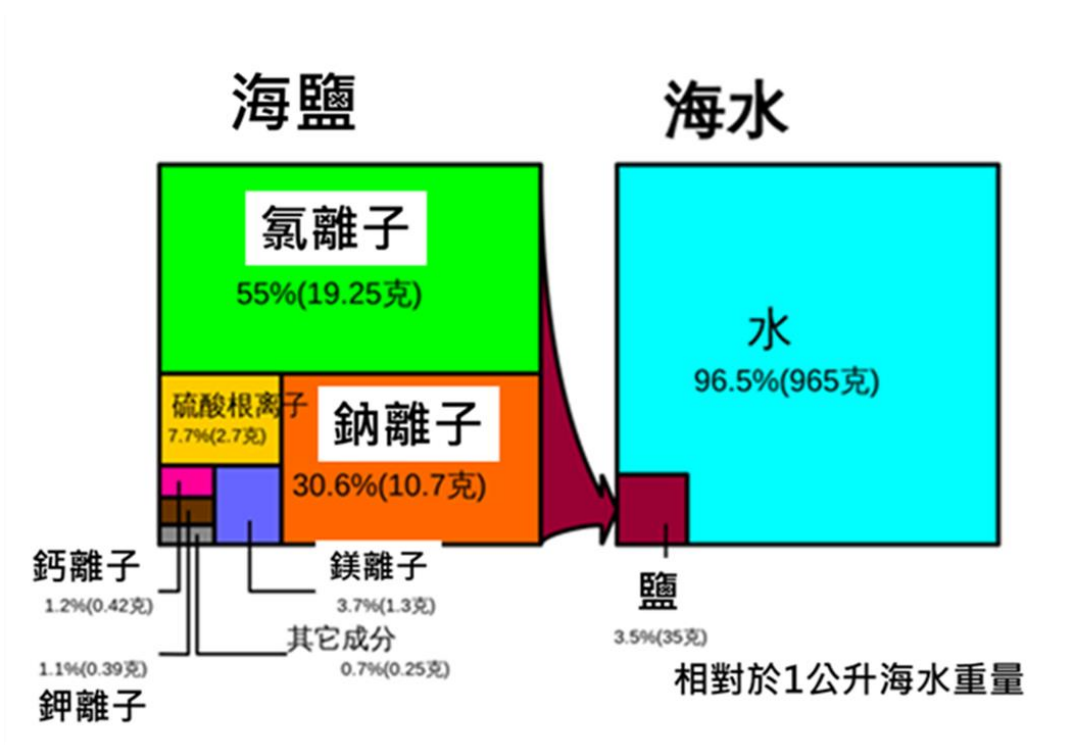 海鹽
海水
氯離子
55%(19.25克)
水
96.5%(965克)
硫酸根离子
7.7%(2.7克)
鈉離子
30.6%(10.7克)
鈣離子
1.2%(0.42克)
鎂離子
3.7%(1.3克)
鹽
3.5%(35克)
其它成分
0.7%(0.25克)
1.1%(0.39克)
鉀離子
相對於1公升海水重量